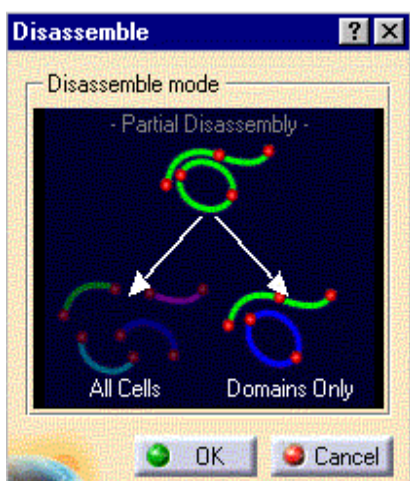 Disassemble
Disassemble mode
- Partial Disassembly -
All Cells Domains Only
OK Cancel